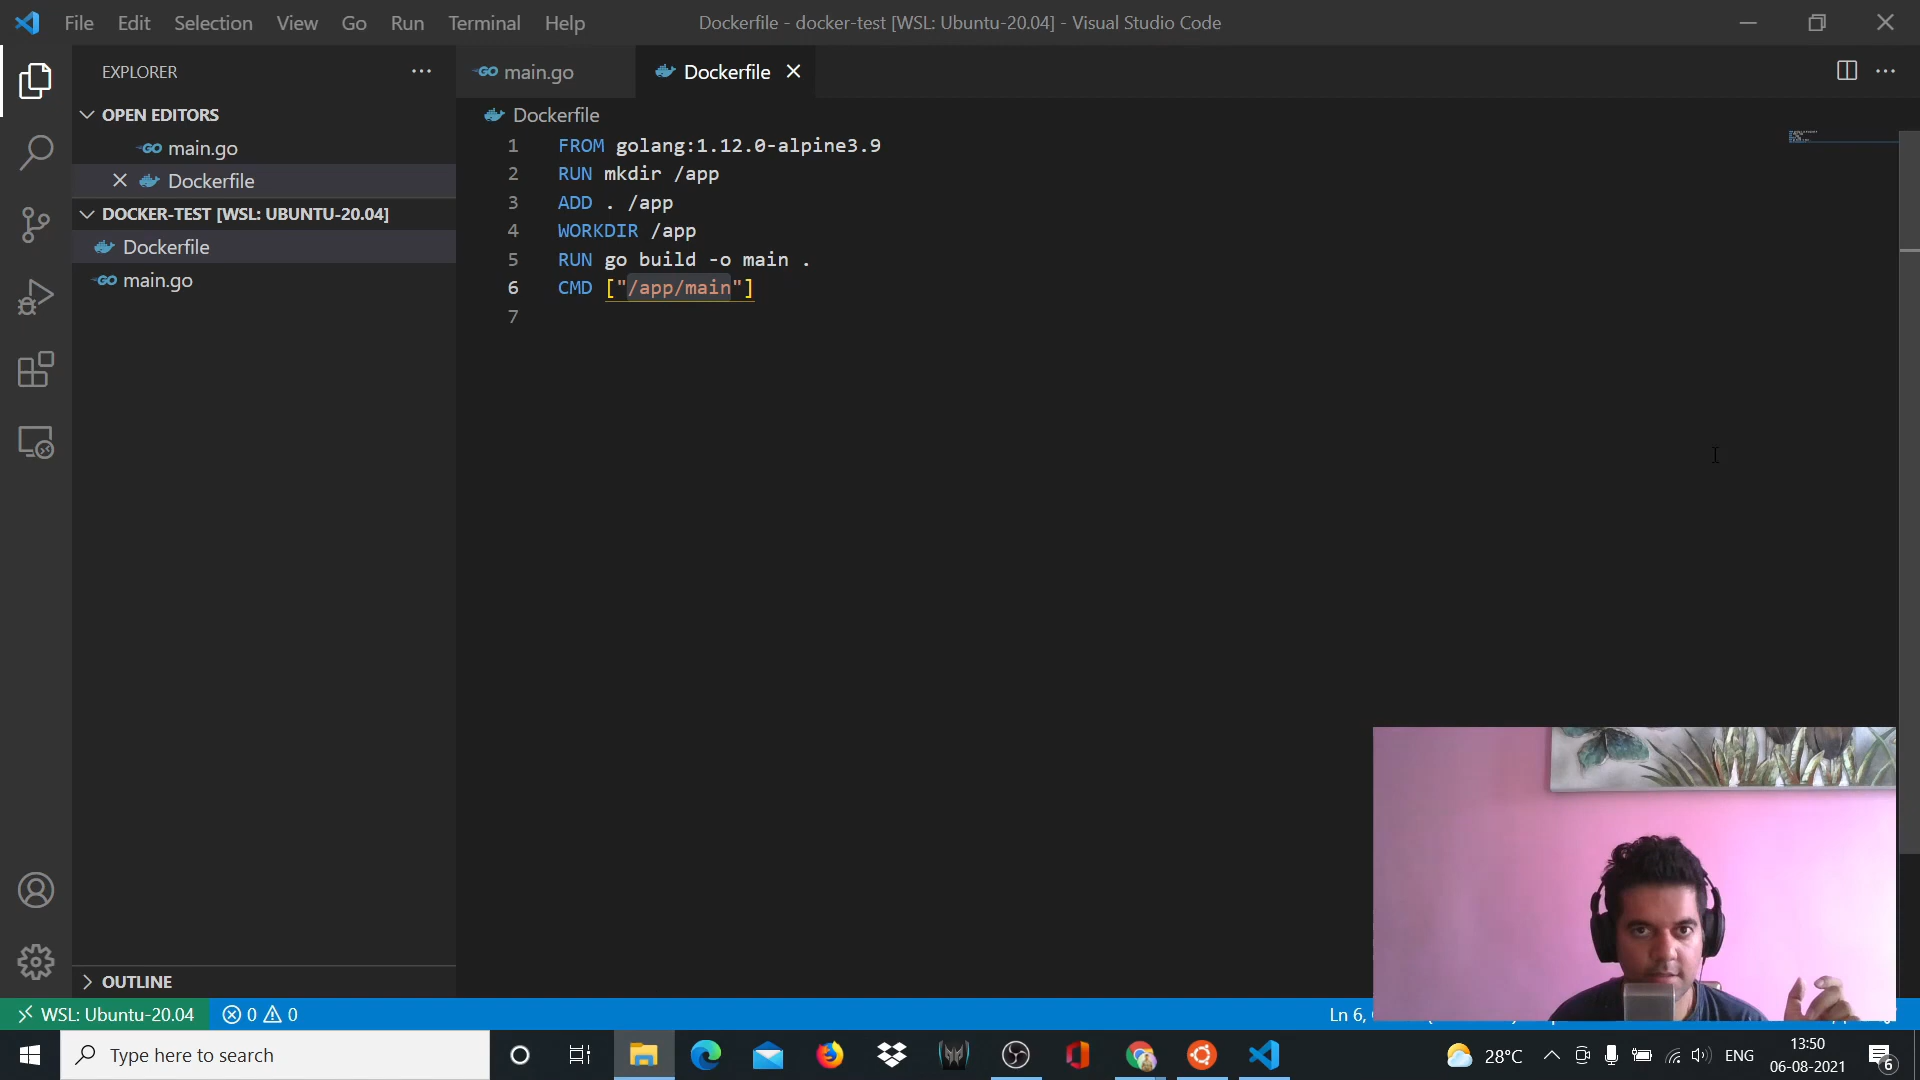 File Edit Selection View Go Run Terminal Help
Dockerfile - docker-test [WSL: Ubuntu-20.04] - Visual Studio Code
EXPLORER
OPEN EDITORS
GO main.go
Dockerfile
DOCKER-TEST [WSL: UBUNTU-20.04]
Dockerfile
GO main.go
OUTLINE
GO main.go
Dockerfile
Dockerfile
1 FROM golang:1.12.0-alpine3.9
2 RUN mkdir /app
3 ADD . /app
4 WORKDIR /app
5 RUN go build -o main .
6 CMD ["/app/main"]
7
WSL: Ubuntu-20.04 0 0
Ln 6,
Type here to search
28°C
ENG
13:50
06-08-2021
6